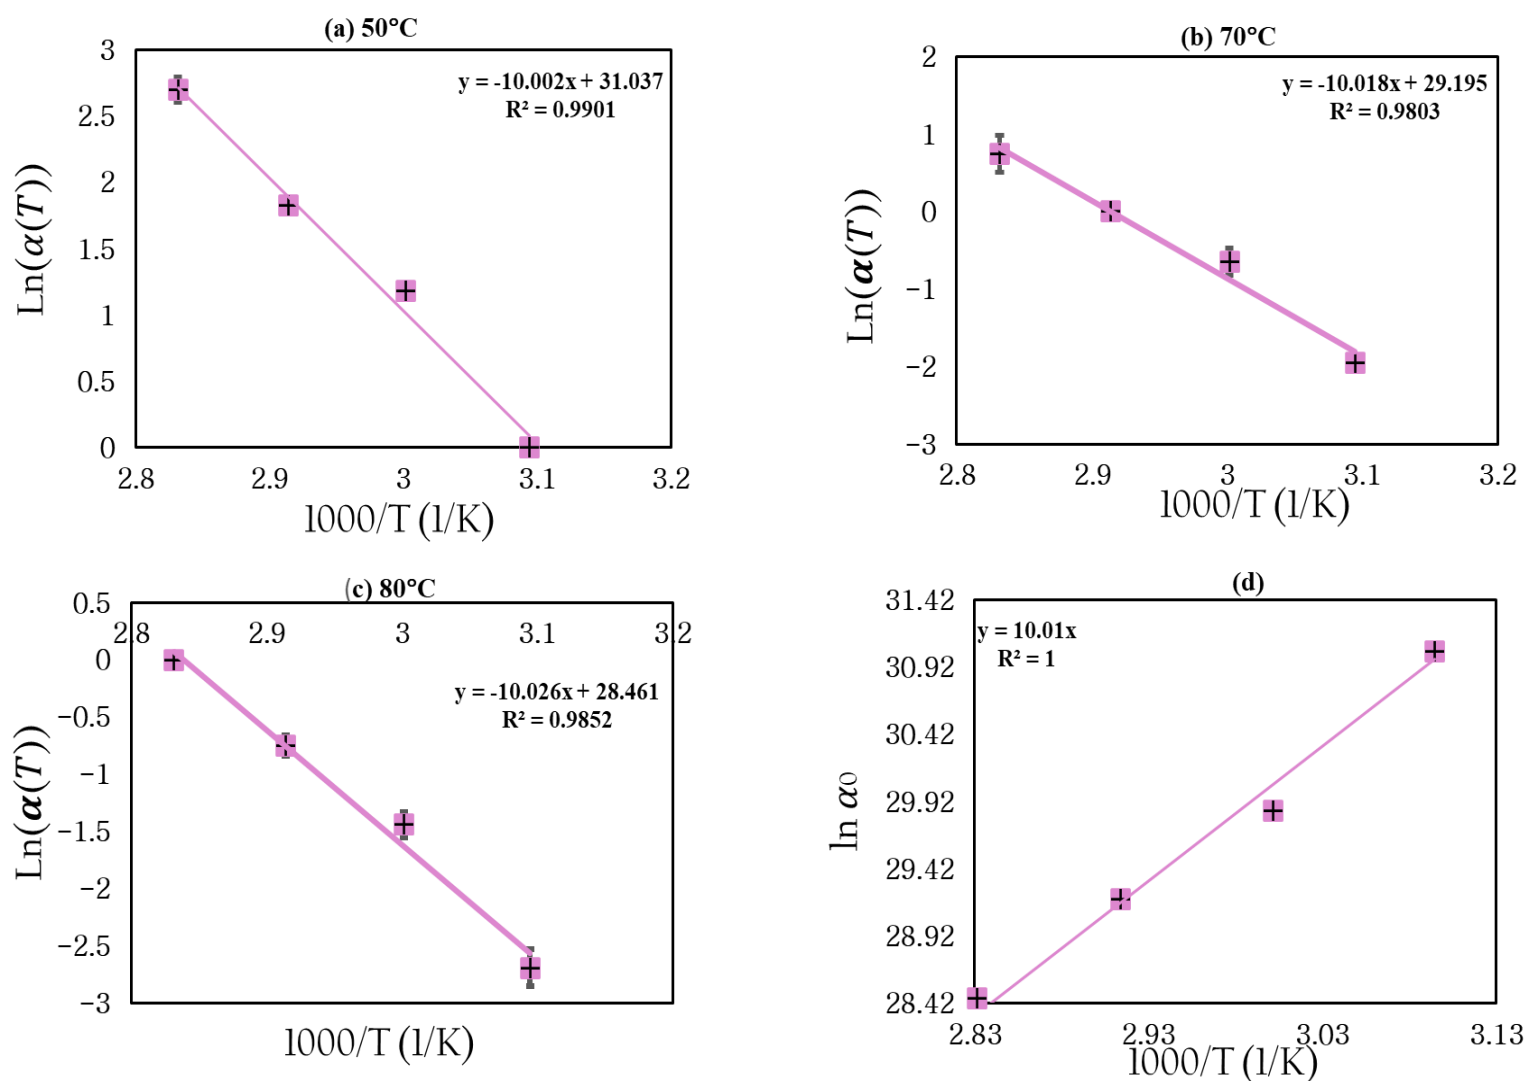 (a) 50°C
y = -10.002x + 31.037
R² = 0.9901
3
2.5
2
1.5
1
0.5
0
2.8 2.9 3 3.1 3.2
Ln(α(T))
1000/T (1/K)
(b) 70°C
y = -10.018x + 29.195
R² = 0.9803
2
1
0
−1
−2
−3
2.8 2.9 3 3.1 3.2
Ln(α(T))
1000/T (1/K)
(c) 80°C
0.5
2.8 2.9 3 3.1 3.2
0
−0.5
−1
−1.5
−2
−2.5
−3
y = -10.026x + 28.461
R² = 0.9852
Ln(α(T))
1000/T (1/K)
(d)
y = 10.01x
R² = 1
31.42
30.92
30.42
29.92
29.42
28.92
28.42
2.83 2.93 3.03 3.13
ln α0
1000/T (1/K)